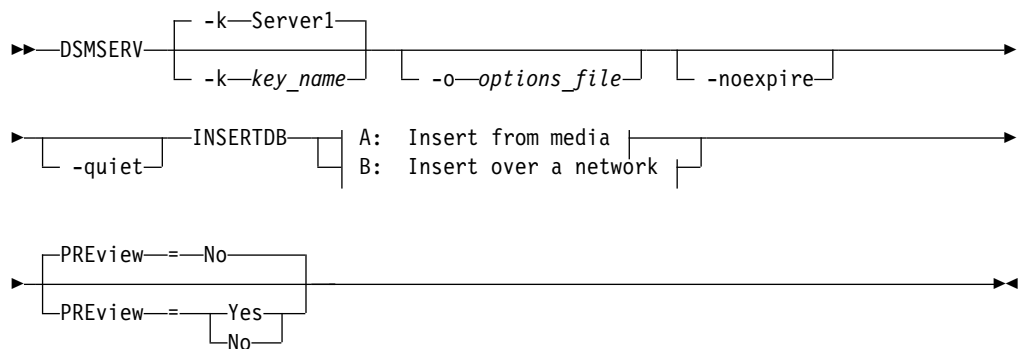 -k Server1
DSMSERV
-k key_name -o options_file -noexpire
INSERTDB A: Insert from media
-quiet B: Insert over a network
PREview = No
PREview = Yes
No